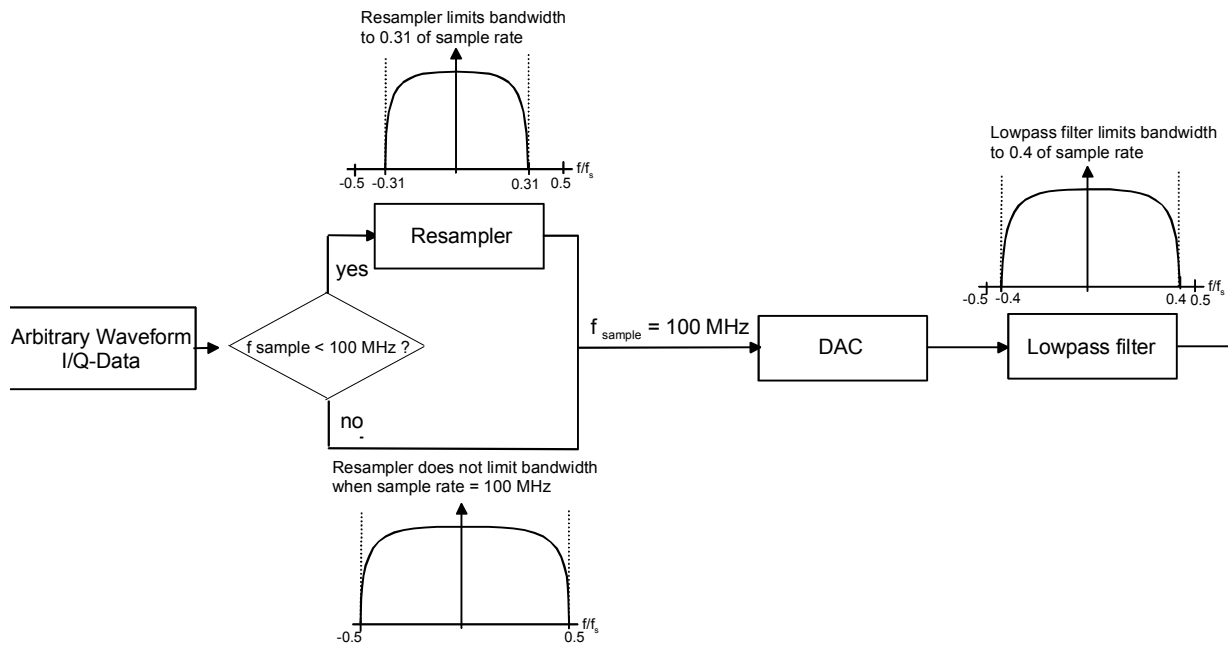 Resampler limits bandwidth
to 0.31 of sample rate
-0.5 -0.31 0.31 0.5 f/fs
Lowpass filter limits bandwidth
to 0.4 of sample rate
-0.5 -0.4 0.4 0.5 f/fs
Resampler
yes
Arbitrary Waveform
I/Q-Data
f sample < 100 MHz ?
f sample = 100 MHz
DAC
Lowpass filter
no
-
Resampler does not limit bandwidth
when sample rate = 100 MHz
-0.5 0.5 f/fs